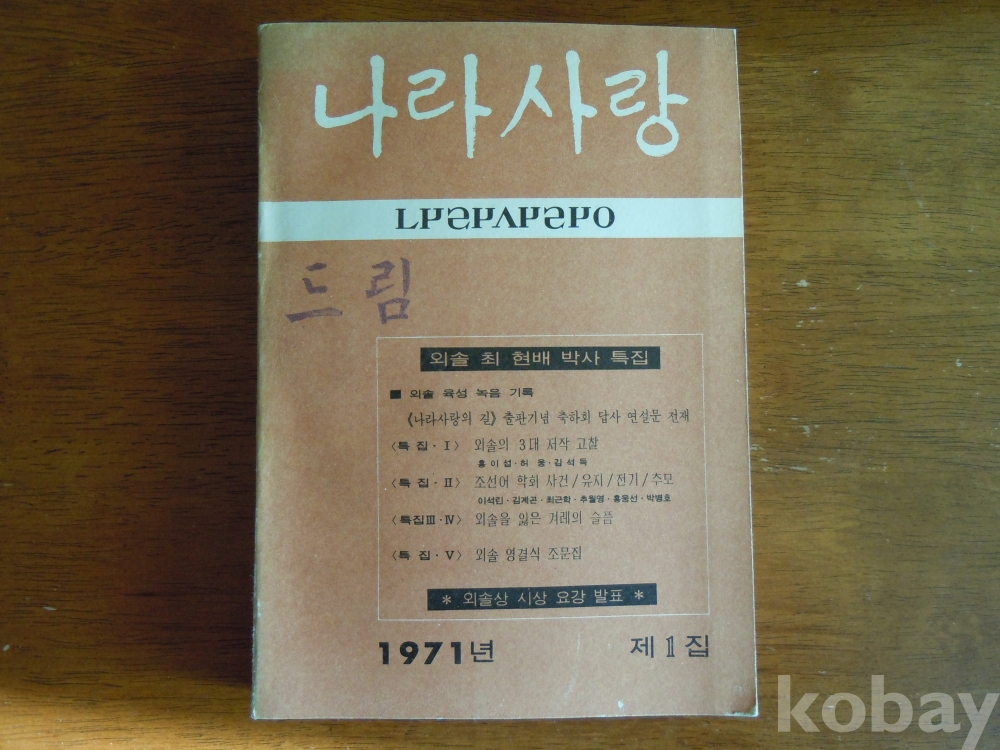 나라사랑
ㄴㅏㄹㅏㅅㅏㄹㅏㅇ
드림
외솔 최 현배 박사 특집
■ 외솔 육성 녹음 기록
《나라사랑의 길》 출판기념 축하회 답사 연설문 전재
〈특 집 · I〉 외솔의 3대 저작 고찰
홍이섭·허 웅·김석득
〈특 집 · II〉 조선어 학회 사건/유지/전기/추모
이석린·김계곤·최근학·추월영·홍웅선·박병호
〈특집III·IV〉 외솔을 잃은 겨레의 슬픔
〈특 집 · V〉 외솔 영결식 조문집
* 외솔상 시상 요강 발표 *
1971년 제1집
kobay